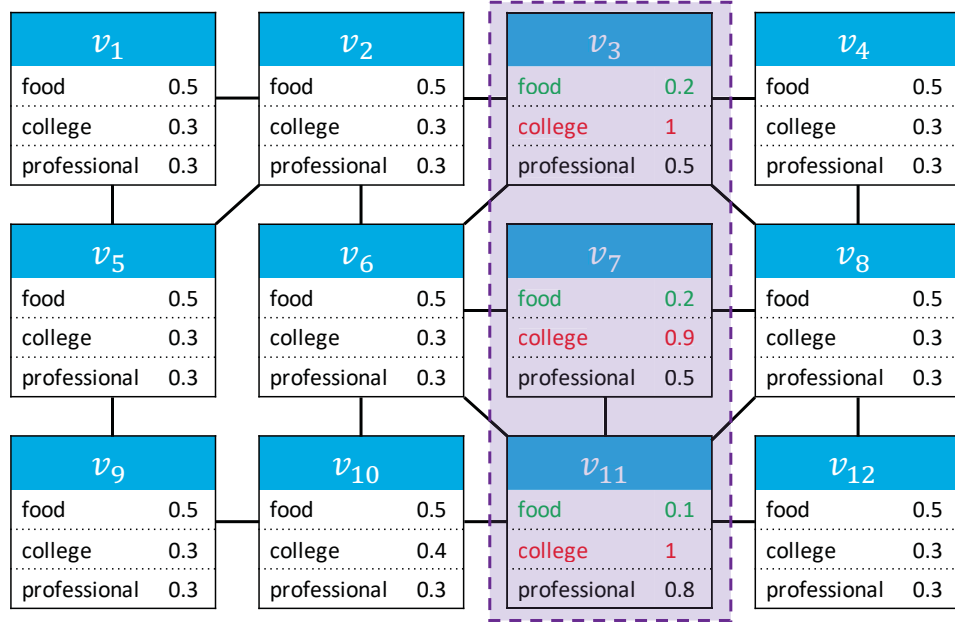 v₁ v₂ v₃ v₄
food 0.5 food 0.5 food 0.2 food 0.5
college 0.3 college 0.3 college 1 college 0.3
professional 0.3 professional 0.3 professional 0.5 professional 0.3
v₅ v₆ v₇ v₈
food 0.5 food 0.5 food 0.2 food 0.5
college 0.3 college 0.3 college 0.9 college 0.3
professional 0.3 professional 0.3 professional 0.5 professional 0.3
v₉ v₁₀ v₁₁ v₁₂
food 0.5 food 0.5 food 0.1 food 0.5
college 0.3 college 0.4 college 1 college 0.3
professional 0.3 professional 0.3 professional 0.8 professional 0.3